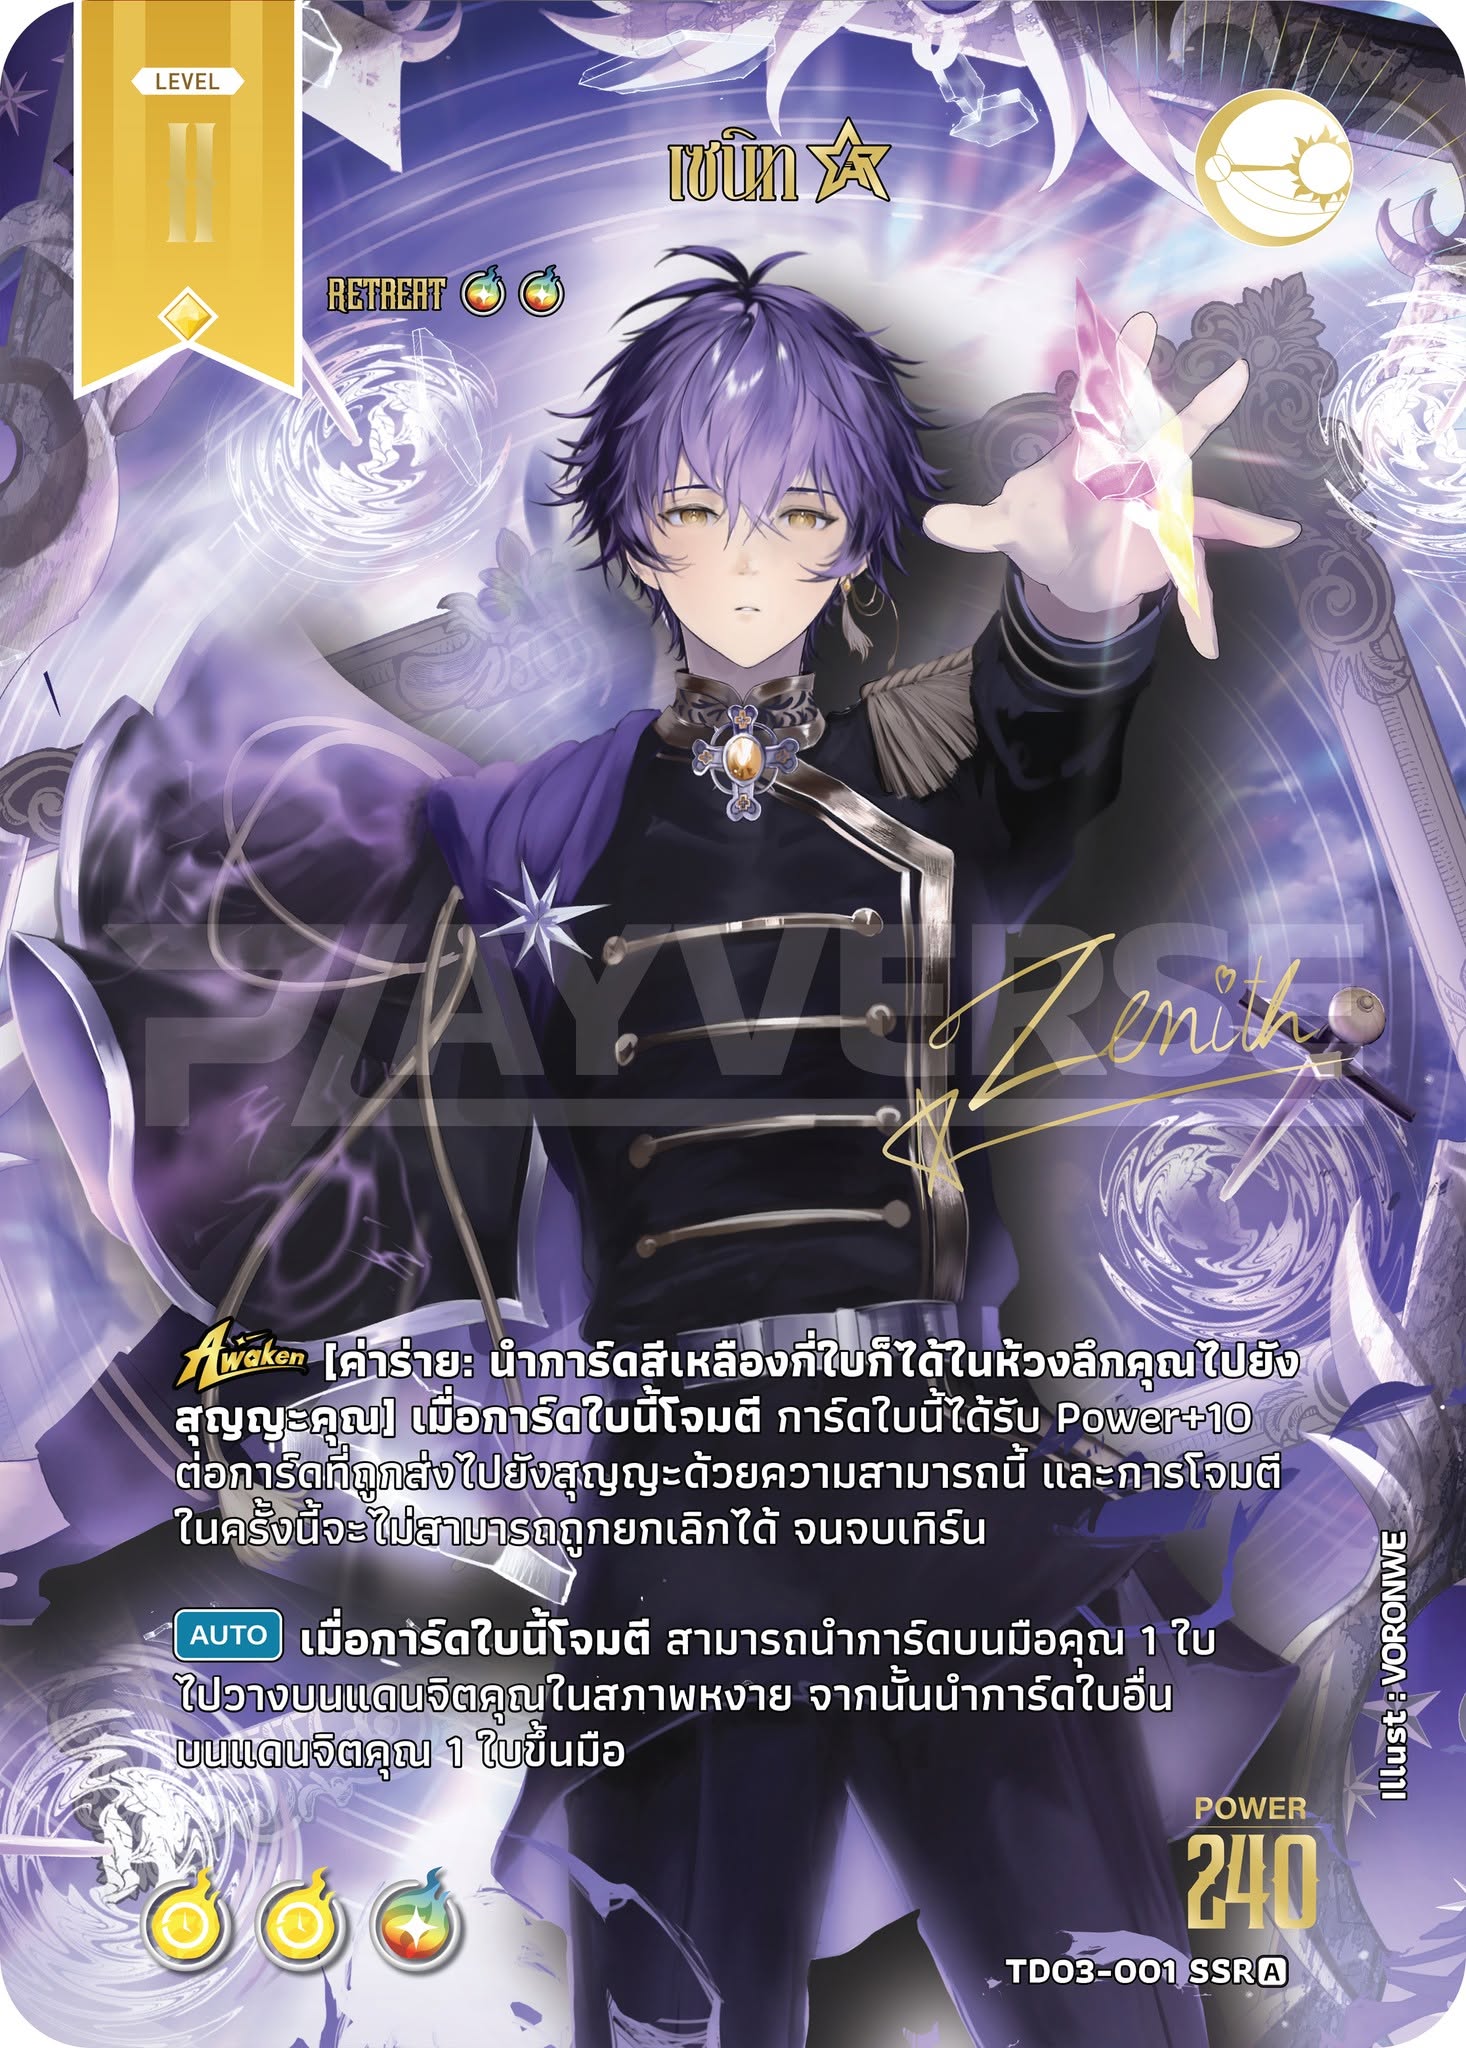 LEVEL
II
เซนิท
RETREAT
PLAYVERSE
Zenith
Awaken [ค่าร่าย: นำการ์ดสีเหลืองกี่ใบก็ได้ในห้วงลึกคุณไปยัง
สุญญะคุณ] เมื่อการ์ดใบนี้โจมตี การ์ดใบนี้ได้รับ Power+10
ต่อการ์ดที่ถูกส่งไปยังสุญญะด้วยความสามารถนี้ และการโจมตี
ในครั้งนี้จะไม่สามารถถูกยกเลิกได้ จนจบเทิร์น
AUTO เมื่อการ์ดใบนี้โจมตี สามารถนำการ์ดบนมือคุณ 1 ใบ
ไปวางบนแดนจิตคุณในสภาพหงาย จากนั้นนำการ์ดใบอื่น
บนแดนจิตคุณ 1 ใบขึ้นมือ
Illust : VORONWE
POWER
240
TD03-001 SSR A